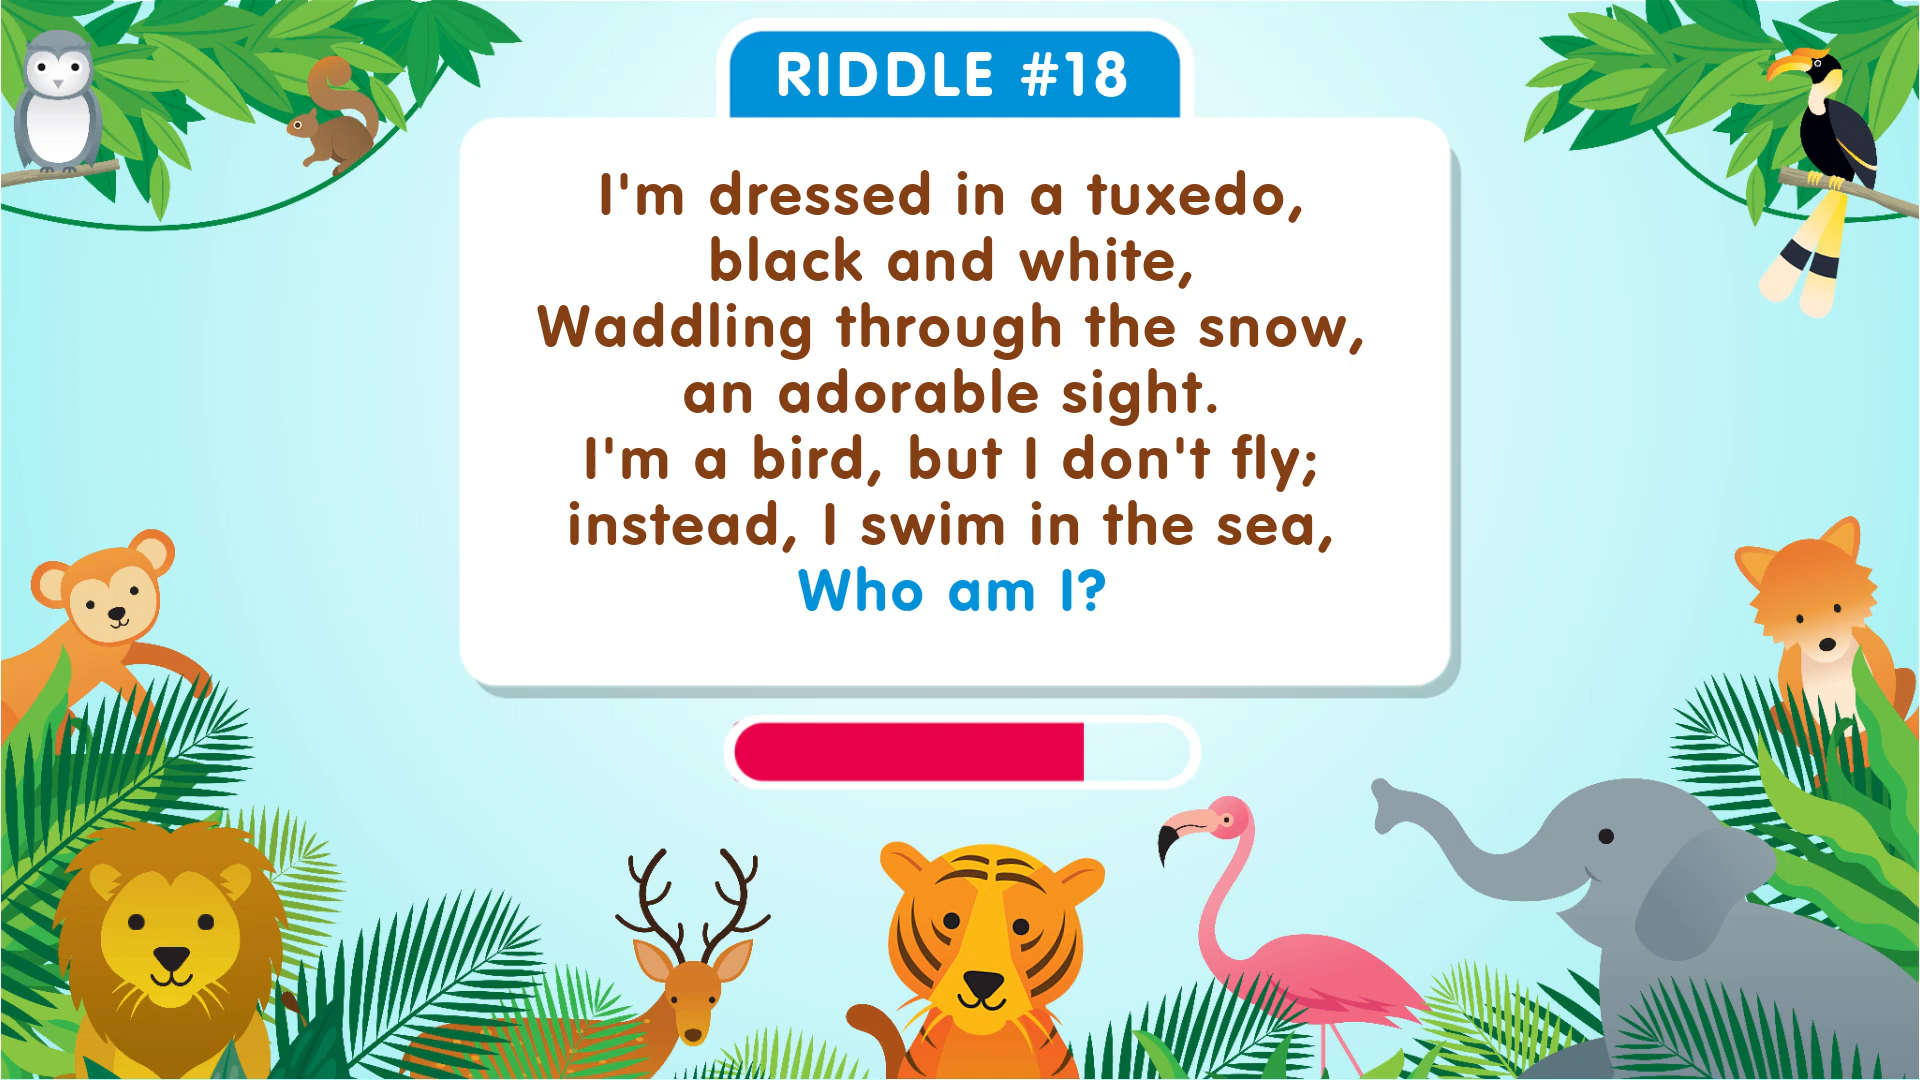 RIDDLE #18
I'm dressed in a tuxedo,
black and white,
Waddling through the snow,
an adorable sight.
I'm a bird, but I don't fly;
instead, I swim in the sea,
Who am I?